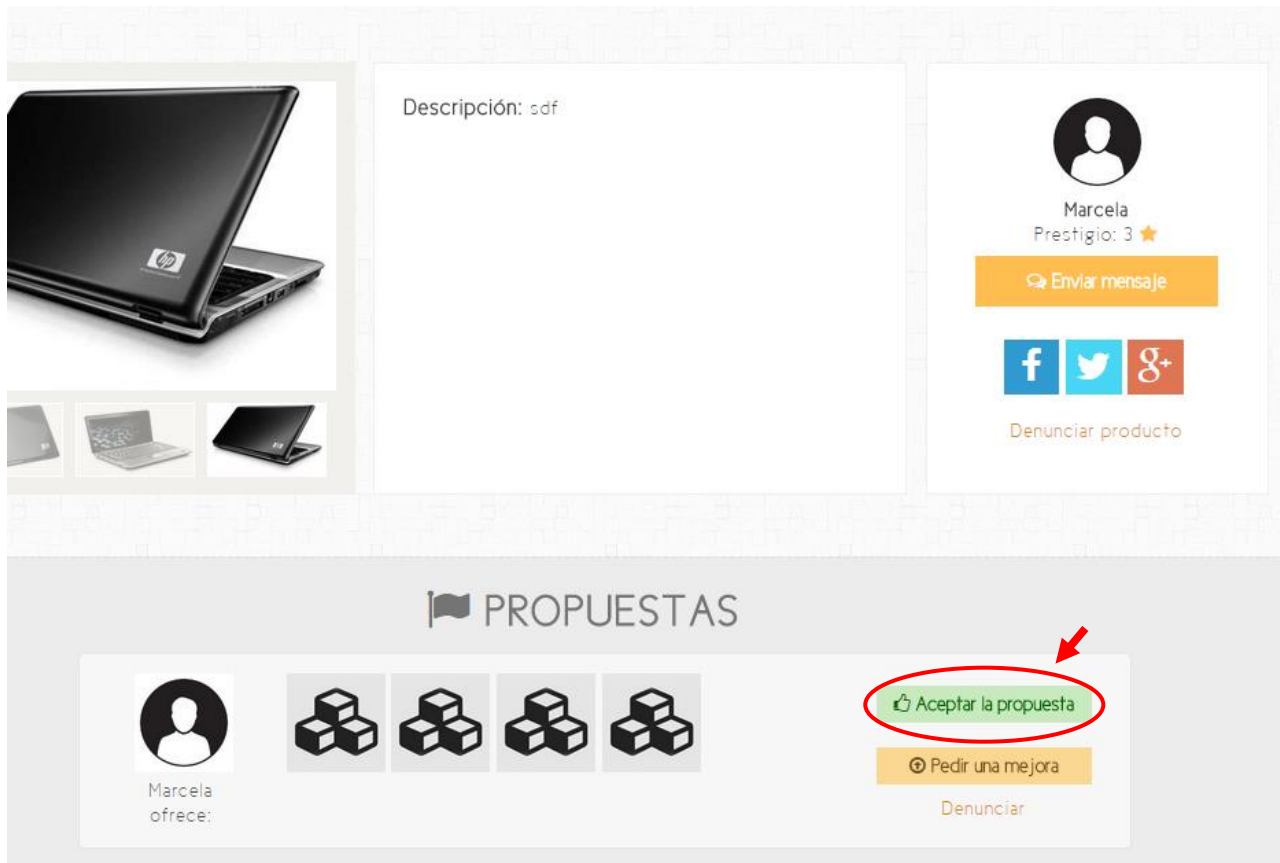 Descripción: sdf
hp
Marcela
Prestigio: 3
Enviar mensaje
f
g+
Denunciar producto
PROPUESTAS
Marcela
ofrece:
Aceptar la propuesta
Pedir una mejora
Denunciar